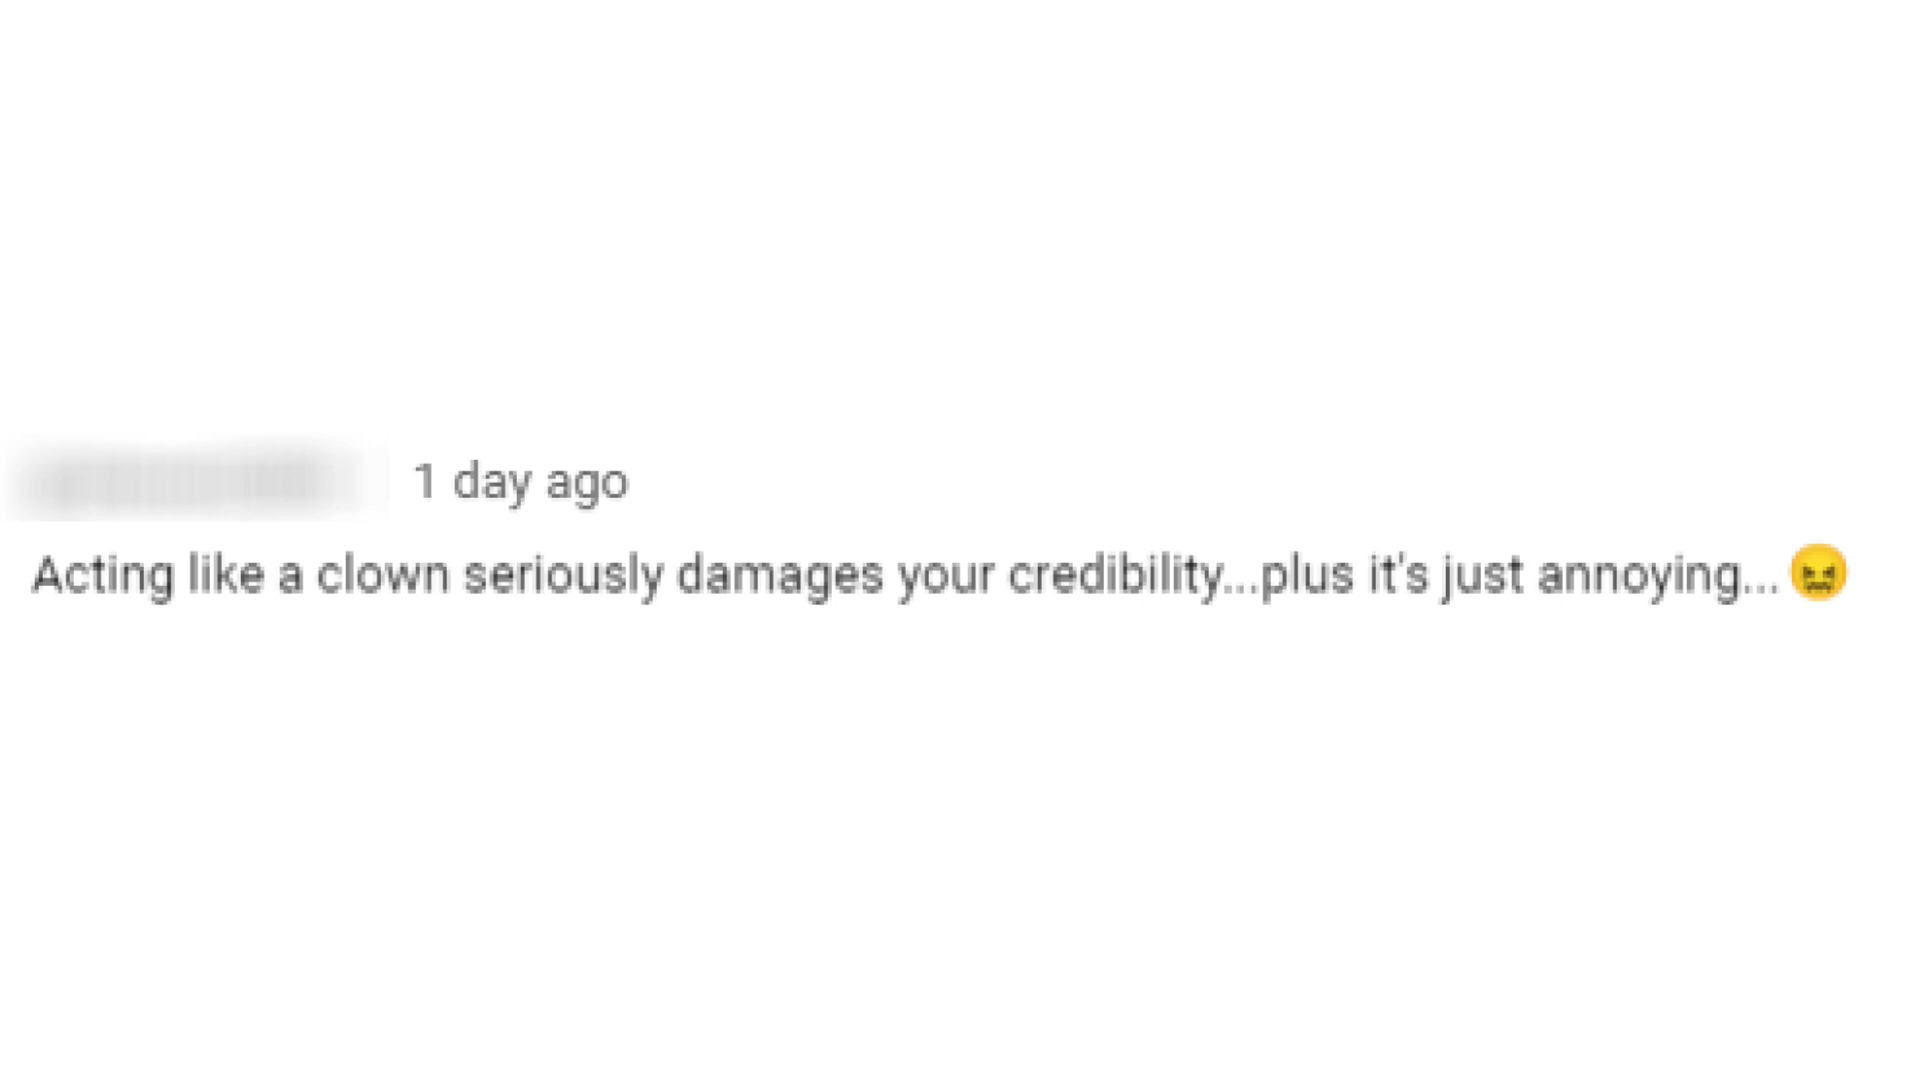 1 day ago
Acting like a clown seriously damages your credibility...plus it's just annoying...😖